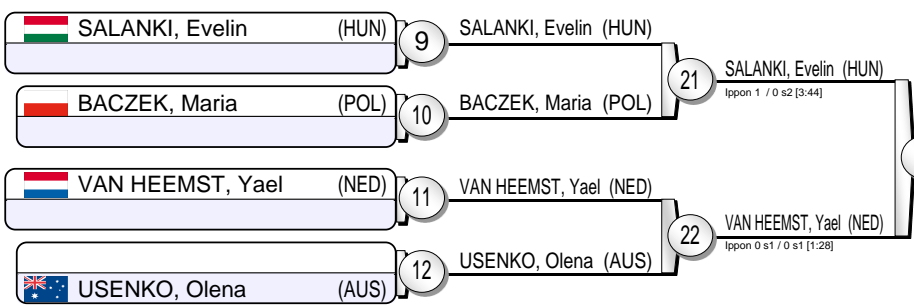 SALANKI, Evelin (HUN)
9
SALANKI, Evelin (HUN)
21
SALANKI, Evelin (HUN)
Ippon 1 / 0 s2 [3:44]
BACZEK, Maria (POL)
10
BACZEK, Maria (POL)
VAN HEEMST, Yael (NED)
11
VAN HEEMST, Yael (NED)
22
VAN HEEMST, Yael (NED)
Ippon 0 s1 / 0 s1 [1:28]
USENKO, Olena (AUS)
12
USENKO, Olena (AUS)